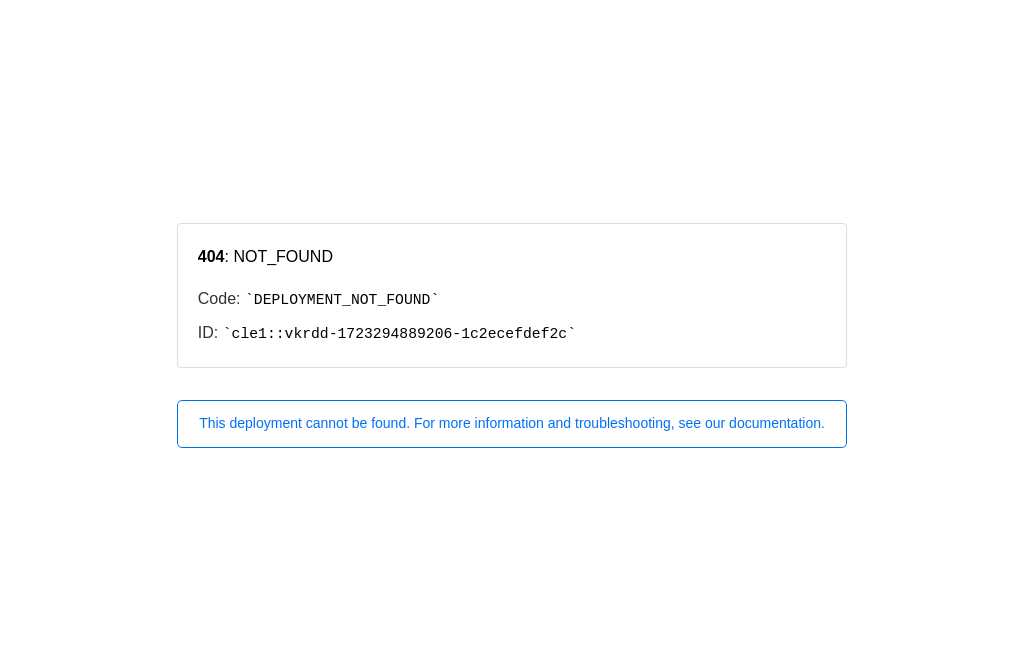 404: NOT_FOUND
Code: `DEPLOYMENT_NOT_FOUND`
ID: `cle1::vkrdd-1723294889206-1c2ecefdef2c`
This deployment cannot be found. For more information and troubleshooting, see our documentation.